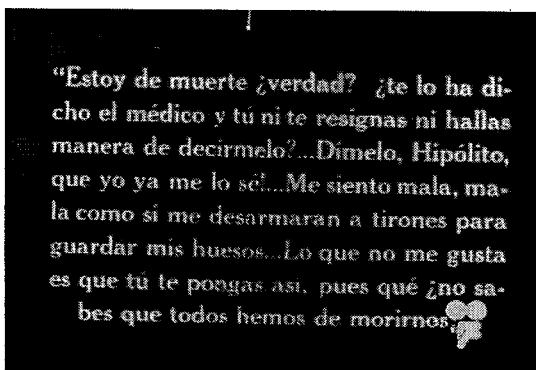 “Estoy de muerte ¿verdad? ¿te lo ha di-
cho el médico y tú ni te resignas ni hallas
manera de decírmelo?...Dímelo, Hipólito,
que yo ya me lo sé!...Me siento mala, ma-
la como si me desarmaran a tirones para
guardar mis huesos...Lo que no me gusta
es que tú te pongas así, pues qué ¿no sa-
bes que todos hemos de morirnos